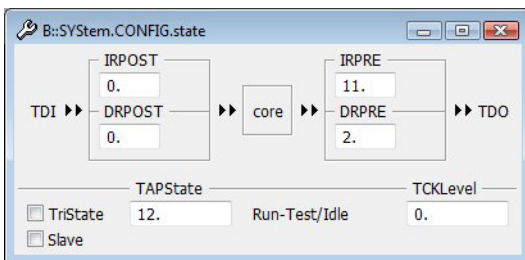 B::SYStem.CONFIG.state
IRPOST IRPRE
0. 11.
TDI DRPOST core DRPRE TDO
0. 2.
TAPState TCKLevel
TriState 12. Run-Test/Idle 0.
Slave